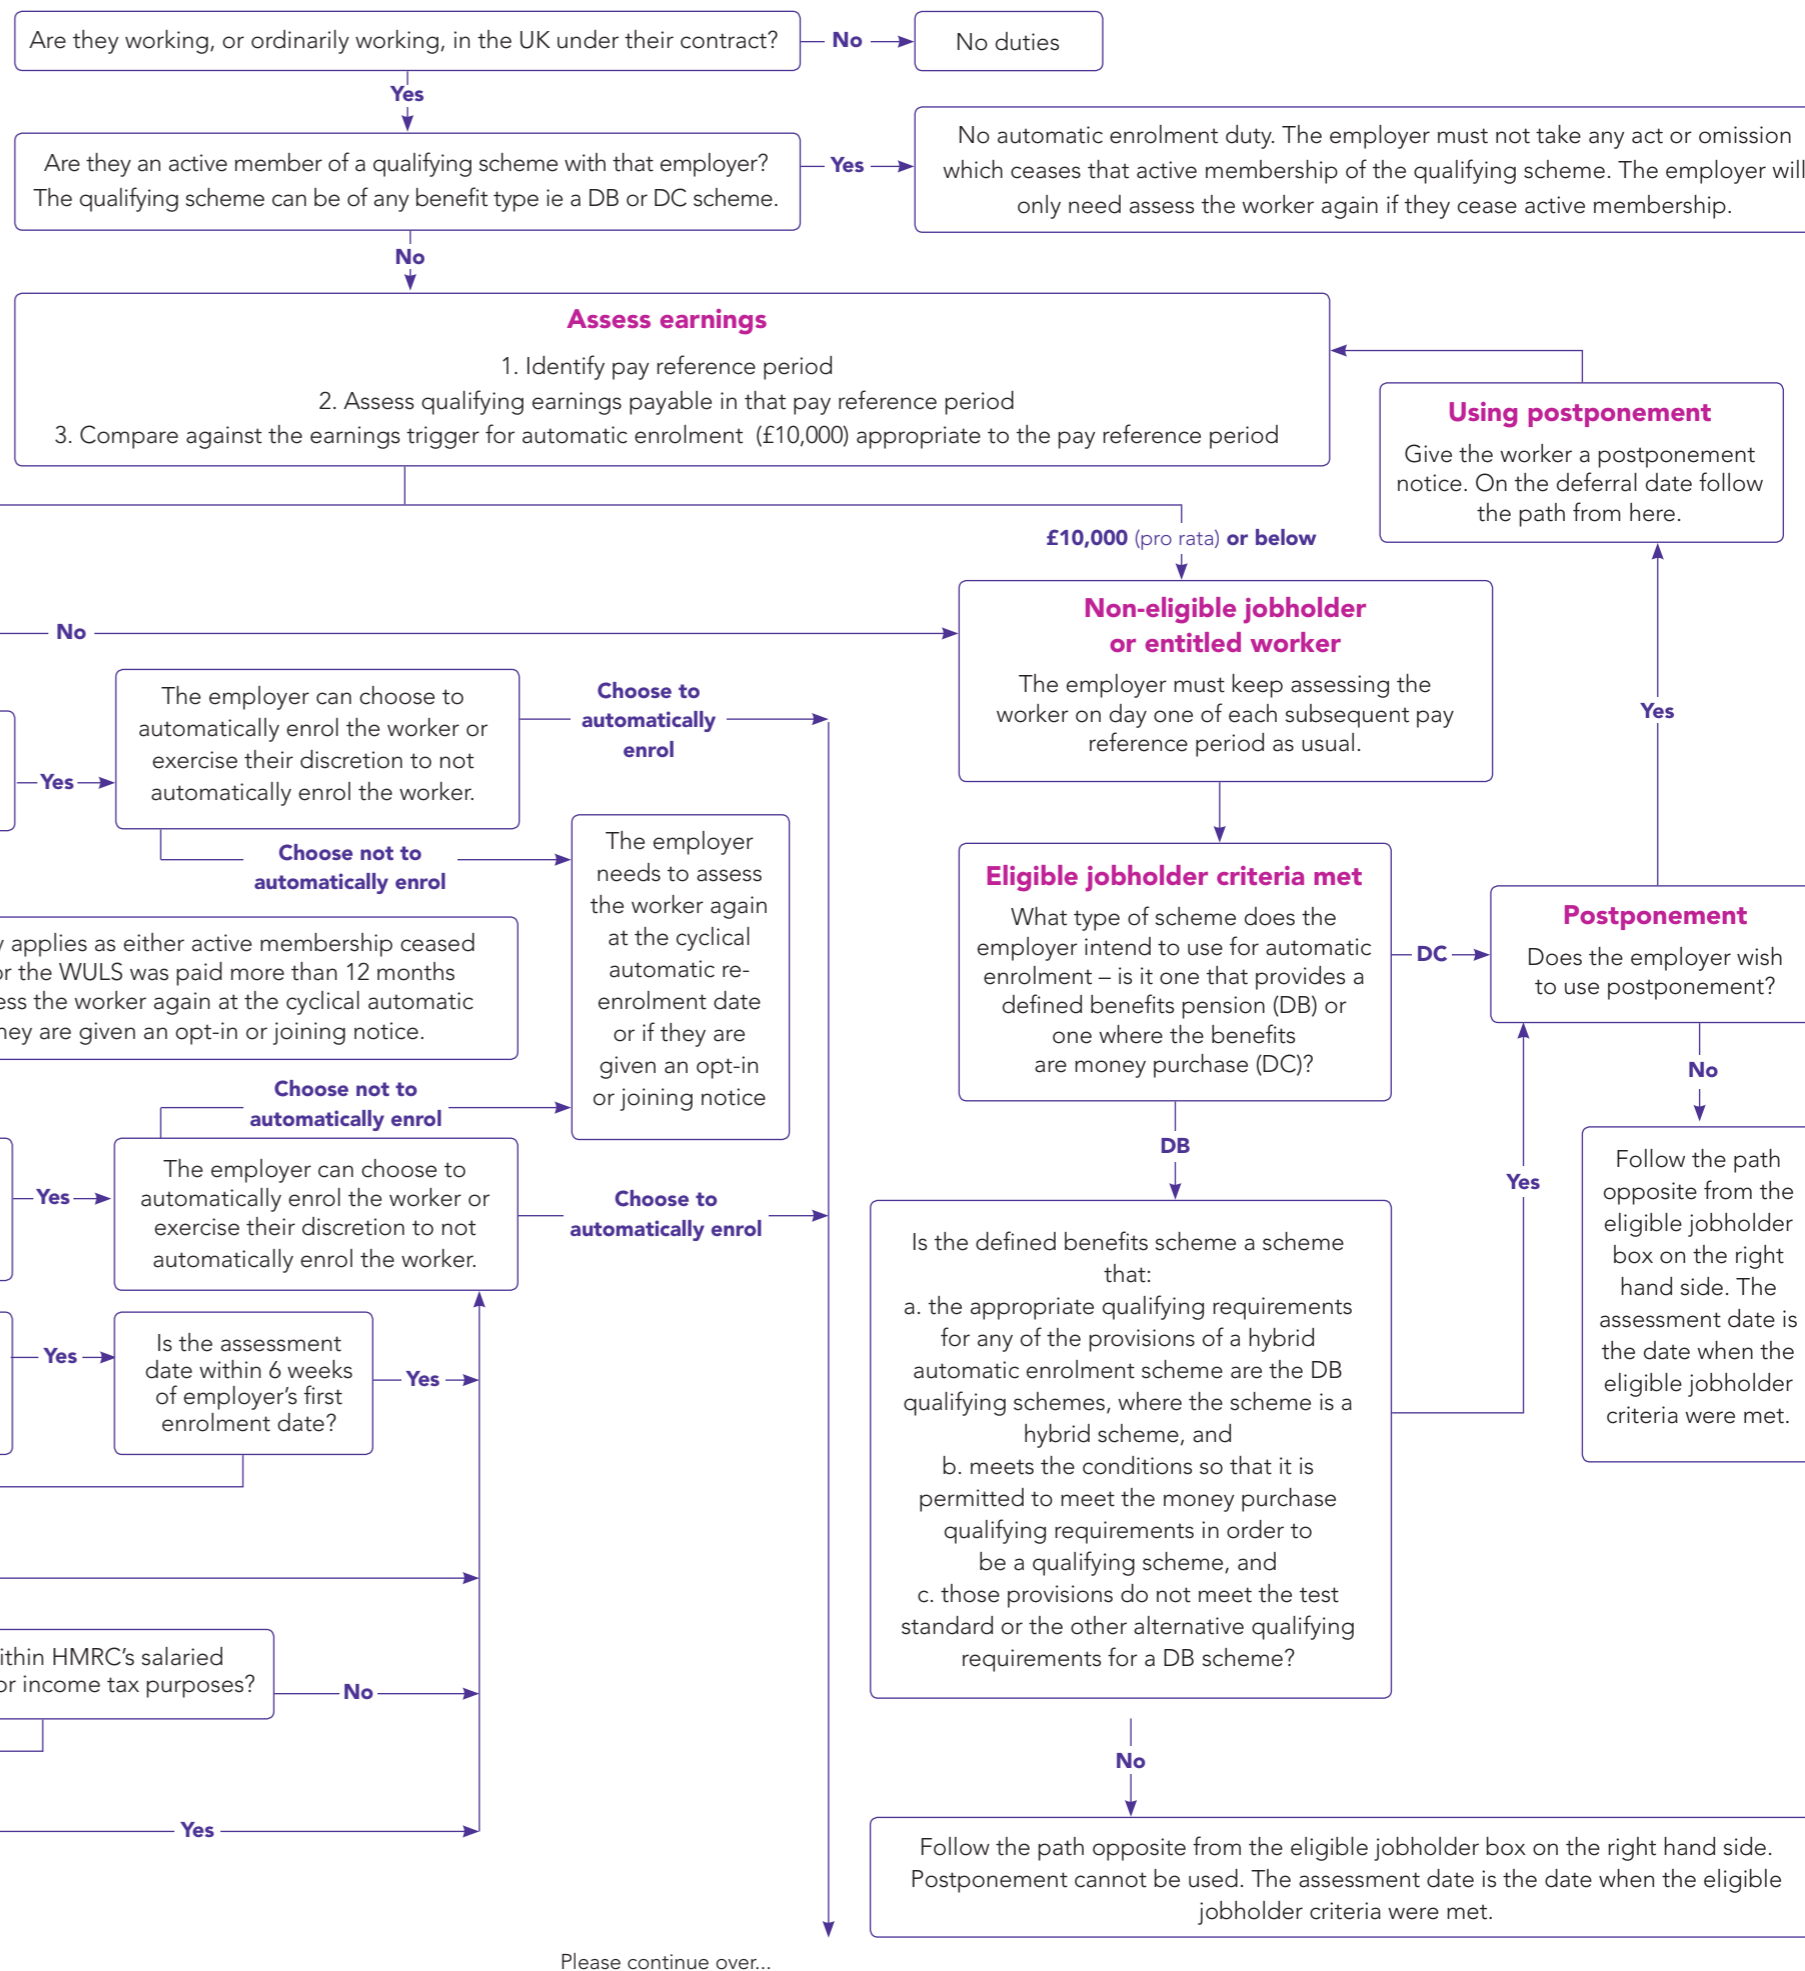 Are they working, or ordinarily working, in the UK under their contract?
No
No duties
Yes
Are they an active member of a qualifying scheme with that employer?
The qualifying scheme can be of any benefit type ie a DB or DC scheme.
Yes
No automatic enrolment duty. The employer must not take any act or omission
which ceases that active membership of the qualifying scheme. The employer will
only need assess the worker again if they cease active membership.
No
Assess earnings
1. Identify pay reference period
2. Assess qualifying earnings payable in that pay reference period
3. Compare against the earnings trigger for automatic enrolment (£10,000) appropriate to the pay reference period
Using postponement
Give the worker a postponement
notice. On the deferral date follow
the path from here.
£10,000 (pro rata) or below
No
Non-eligible jobholder
or entitled worker
The employer must keep assessing the
worker on day one of each subsequent pay
reference period as usual.
Yes
Yes
The employer can choose to
automatically enrol the worker or
exercise their discretion to not
automatically enrol the worker.
Choose to
automatically
enrol
Choose not to
automatically enrol
The employer
needs to assess
the worker again
at the cyclical
automatic re-
enrolment date
or if they are
given an opt-in
or joining notice
Eligible jobholder criteria met
What type of scheme does the
employer intend to use for automatic
enrolment – is it one that provides a
defined benefits pension (DB) or
one where the benefits
are money purchase (DC)?
DC
Postponement
Does the employer wish
to use postponement?
y applies as either active membership ceased
or the WULS was paid more than 12 months
ess the worker again at the cyclical automatic
hey are given an opt-in or joining notice.
Choose not to
automatically enrol
Yes
The employer can choose to
automatically enrol the worker or
exercise their discretion to not
automatically enrol the worker.
Choose to
automatically enrol
DB
Yes
No
Follow the path
opposite from the
eligible jobholder
box on the right
hand side. The
assessment date is
the date when the
eligible jobholder
criteria were met.
Is the defined benefits scheme a scheme
that:
a. the appropriate qualifying requirements
for any of the provisions of a hybrid
automatic enrolment scheme are the DB
qualifying schemes, where the scheme is a
hybrid scheme, and
b. meets the conditions so that it is
permitted to meet the money purchase
qualifying requirements in order to
be a qualifying scheme, and
c. those provisions do not meet the test
standard or the other alternative qualifying
requirements for a DB scheme?
Yes
Is the assessment
date within 6 weeks
of employer's first
enrolment date?
Yes
ithin HMRC's salaried
or income tax purposes?
No
Yes
No
Follow the path opposite from the eligible jobholder box on the right hand side.
Postponement cannot be used. The assessment date is the date when the eligible
jobholder criteria were met.
Please continue over...